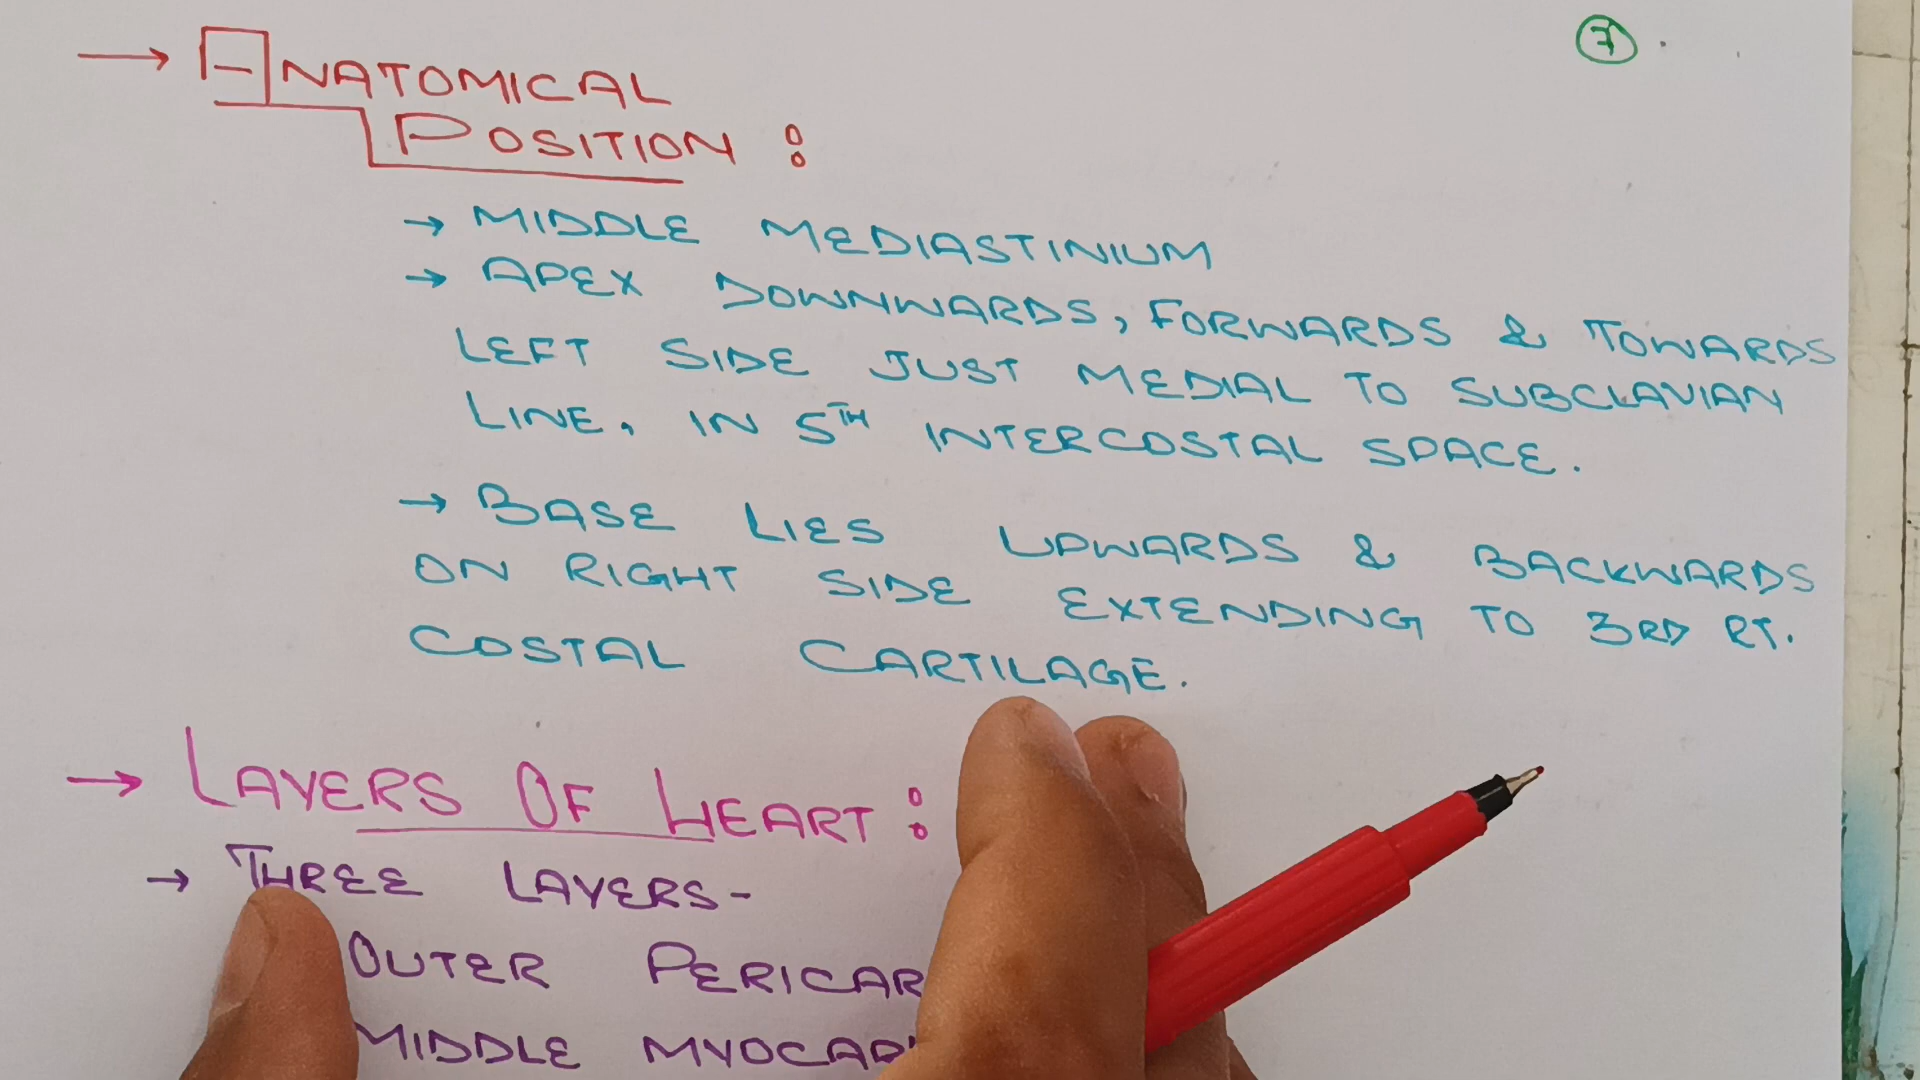 7
→ ANATOMICAL
POSITION :
→ MIDDLE MEDIASTINIUM
→ APEX DOWNWARDS, FORWARDS & TOWARDS
LEFT SIDE JUST MEDIAL TO SUBCLAVIAN
LINE, IN 5TH INTERCOSTAL SPACE.
→ BASE LIES UPWARDS & BACKWARDS
ON RIGHT SIDE EXTENDING TO 3RD RT.
COSTAL CARTILAGE.
→ LAYERS OF HEART :
→ THREE LAYERS-
OUTER PERICAR
MIDDLE MYOCAR